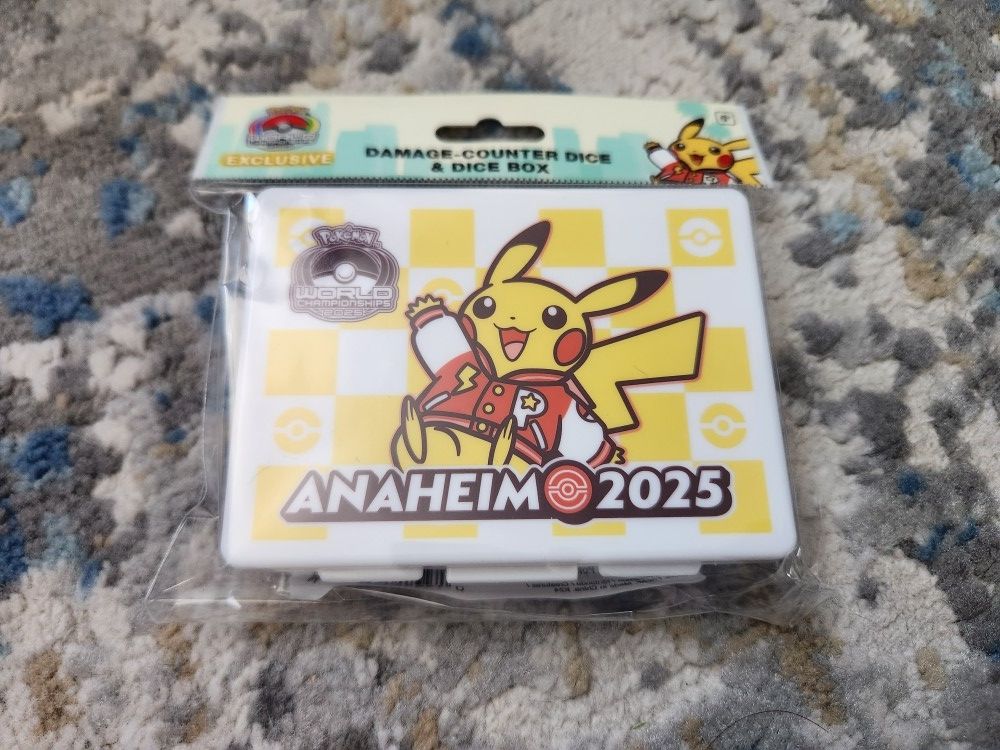 EXCLUSIVE
DAMAGE-COUNTER DICE
& DICE BOX
Pokémon
WORLD
CHAMPIONSHIPS
2025
P
ANAHEIM 2025